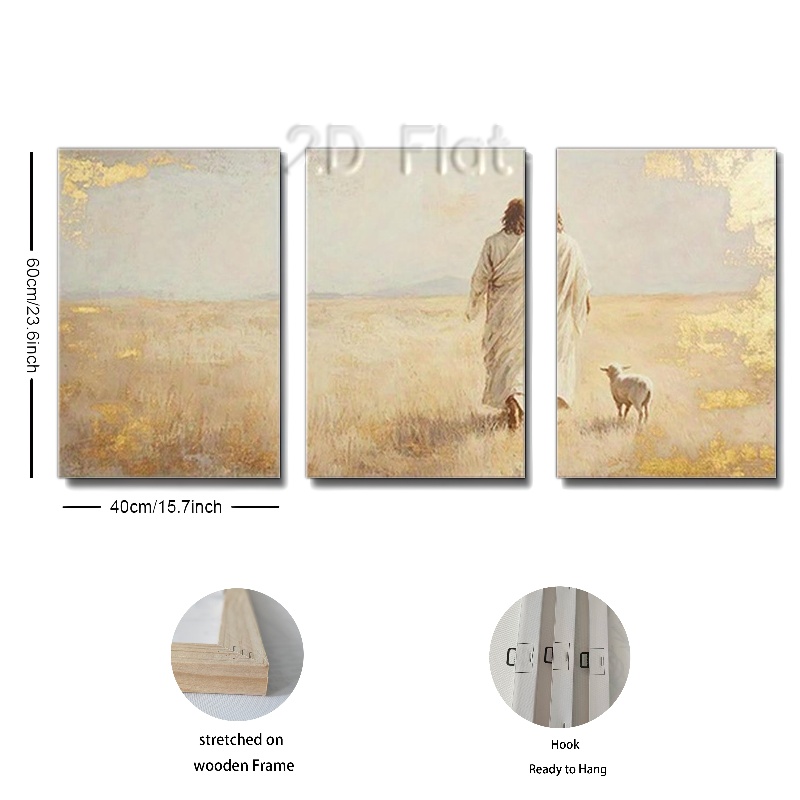 2D Flat
60cm/23.6inch
40cm/15.7inch
stretched on
wooden Frame
Hook
Ready to Hang